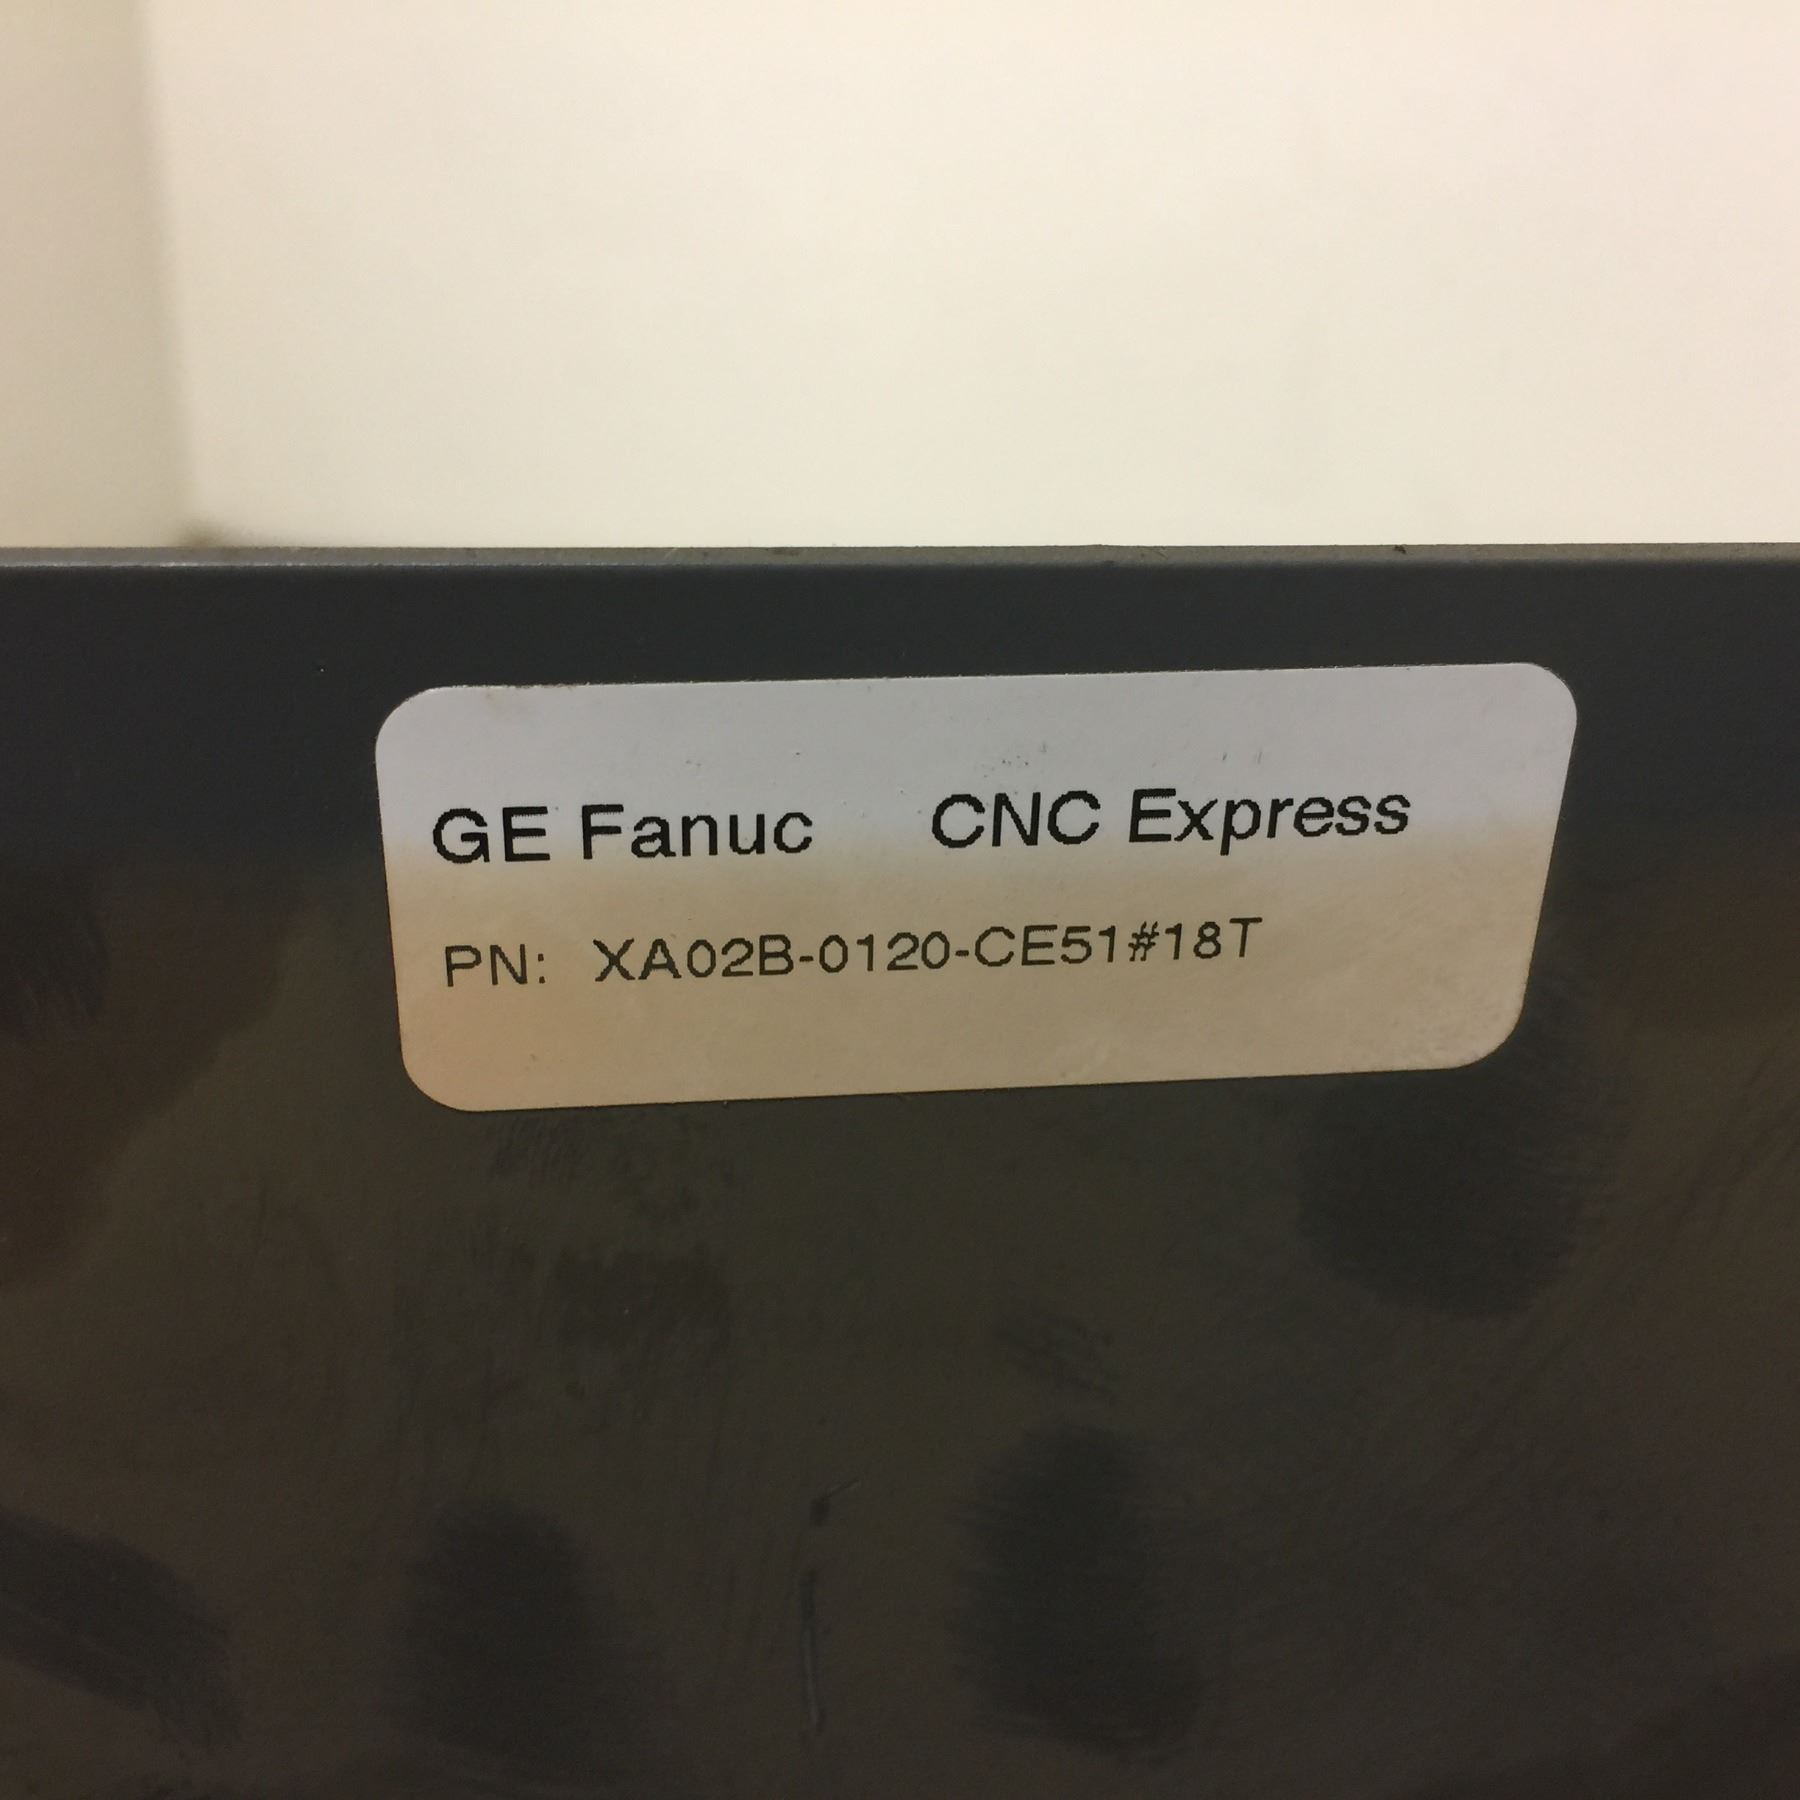 GE Fanuc CNC Express
PN: XA02B-0120-CE51#18T